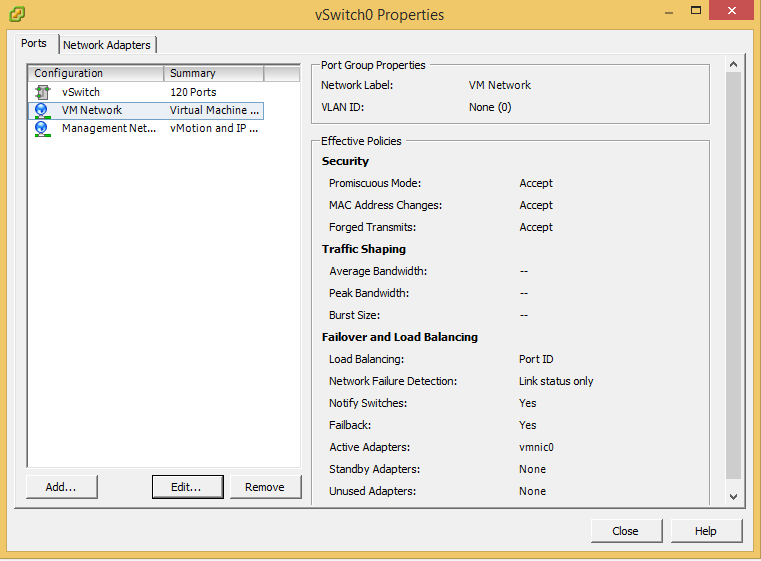 vSwitch0 Properties
Ports
Network Adapters
Configuration Summary
vSwitch 120 Ports
VM Network Virtual Machine ...
Management Net... vMotion and IP ...
Add...
Edit...
Remove
Port Group Properties
Network Label: VM Network
VLAN ID: None (0)
Effective Policies
Security
Promiscuous Mode: Accept
MAC Address Changes: Accept
Forged Transmits: Accept
Traffic Shaping
Average Bandwidth: --
Peak Bandwidth: --
Burst Size: --
Failover and Load Balancing
Load Balancing: Port ID
Network Failure Detection: Link status only
Notify Switches: Yes
Failback: Yes
Active Adapters: vmnic0
Standby Adapters: None
Unused Adapters: None
Close
Help